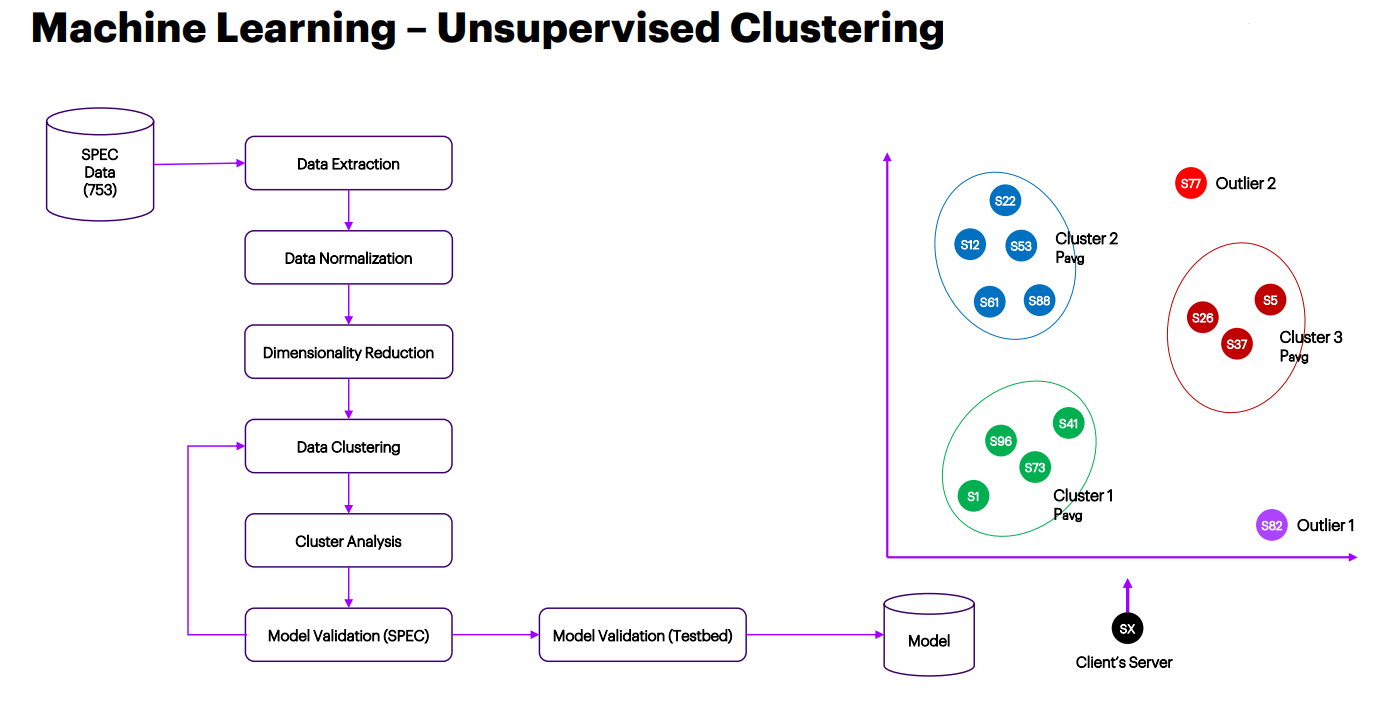 Machine Learning – Unsupervised Clustering
SPEC
Data
(753)
Data Extraction
Data Normalization
Dimensionality Reduction
Data Clustering
Cluster Analysis
Model Validation (SPEC)
Model Validation (Testbed)
Model
S77
Outlier 2
S22
S12
S53
Cluster 2
Pavg
S61
S88
S5
S26
S37
Cluster 3
Pavg
S41
S96
S73
S1
Cluster 1
Pavg
S82
Outlier 1
SX
Client's Server